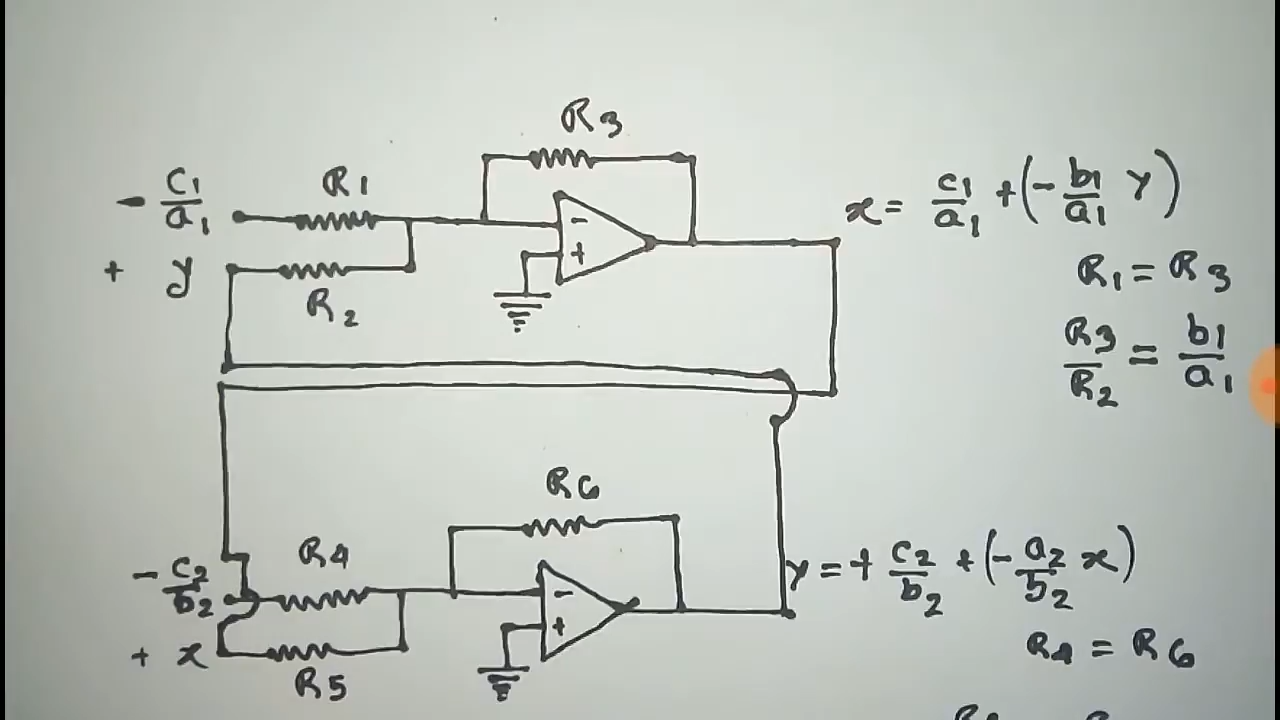 R3
- c1/a1
R1
x = c1/a1 + (- b1/a1 y)
+ y
R2
- +
R1 = R3
R3/R2 = b1/a1
R6
- c2/b2
R4
y = + c2/b2 + (- a2/b2 x)
- +
+ x
R5
R4 = R6